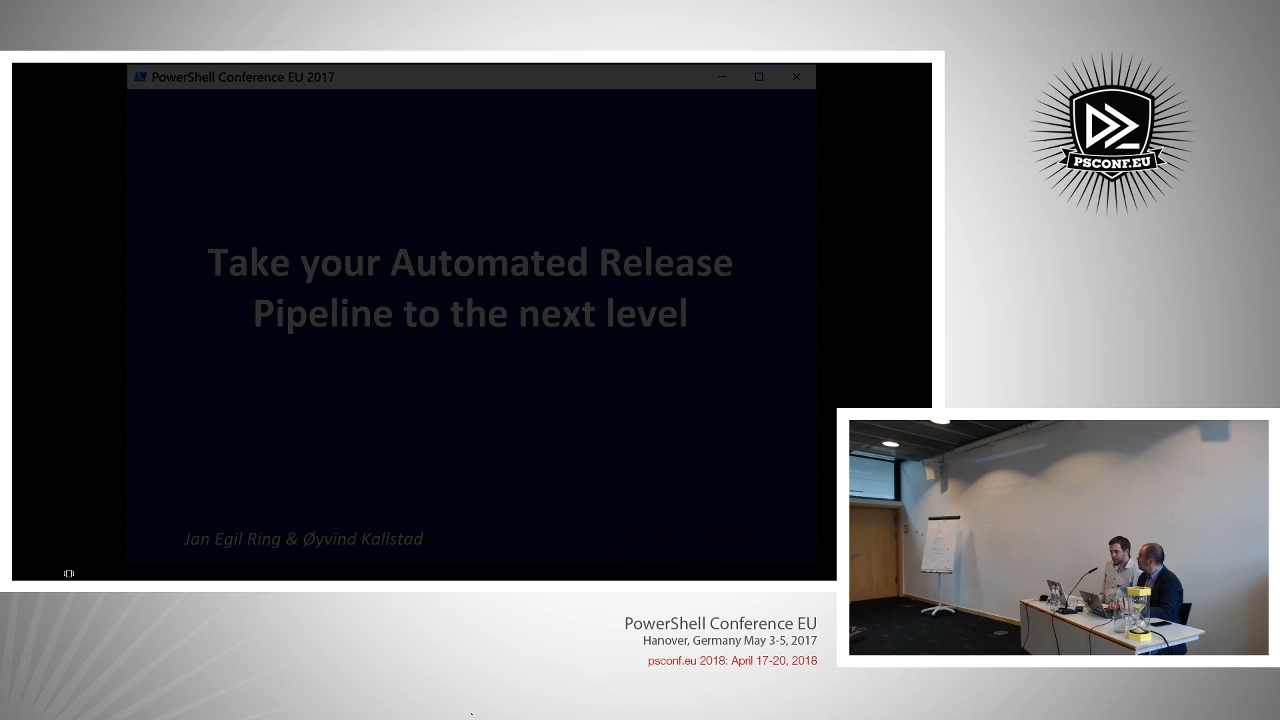 PowerShell Conference EU 2017
Take your Automated Release
Pipeline to the next level
Jan Egil Ring & Øyvind Kallstad
PSCONF.EU
PowerShell Conference EU
Hanover, Germany May 3-5, 2017
psconf.eu 2018: April 17-20, 2018